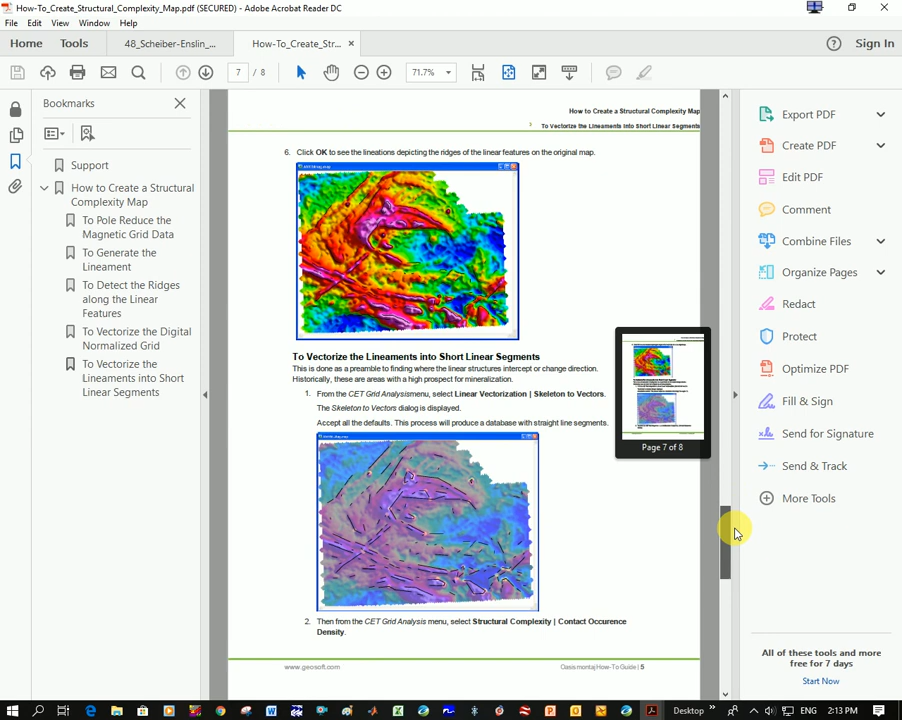 How-To_Create_Structural_Complexity_Map.pdf (SECURED) - Adobe Acrobat Reader DC
File Edit View Window Help
Home Tools 48_Scheiber-Enslin_... How-To_Create_Str... × Sign In
7 / 8 71.7%
Bookmarks
Support
How to Create a Structural
Complexity Map
To Pole Reduce the
Magnetic Grid Data
To Generate the
Lineament
To Detect the Ridges
along the Linear
Features
To Vectorize the Digital
Normalized Grid
To Vectorize the
Lineaments into Short
Linear Segments
How to Create a Structural Complexity Map
To Vectorize the Lineaments into Short Linear Segments
6. Click OK to see the lineations depicting the ridges of the linear features on the original map.
To Vectorize the Lineaments into Short Linear Segments
This is done as a preamble to finding where the linear structures intercept or change direction.
Historically, these are areas with a high prospect for mineralization.
1. From the CET Grid Analysismenu, select Linear Vectorization | Skeleton to Vectors.
The Skeleton to Vectors dialog is displayed.
Accept all the defaults. This process will produce a database with straight line segments.
2. Then from the CET Grid Analysis menu, select Structural Complexity | Contact Occurence
Density.
www.geosoft.com Oasis montaj How-To Guide | 5
Page 7 of 8
Export PDF
Create PDF
Edit PDF
Comment
Combine Files
Organize Pages
Redact
Protect
Optimize PDF
Fill & Sign
Send for Signature
Send & Track
More Tools
All of these tools and more
free for 7 days
Start Now
Desktop » ENG 2:13 PM